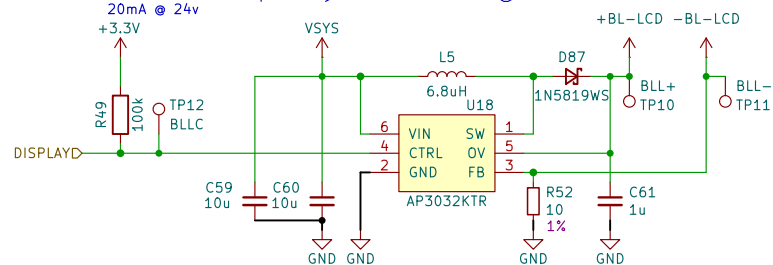 20mA @ 24v
+3.3V
VSYS
+BL-LCD
-BL-LCD
L5
6.8uH
D87
1N5819WS
BLL+
TP10
BLL-
TP11
R49
100k
TP12
BLLC
U18
6
VIN
SW
1
DISPLAY
4
CTRL
OV
5
2
GND
FB
3
AP3032KTR
C59
10u
C60
10u
R52
10
1%
C61
1u
GND
GND
GND
GND